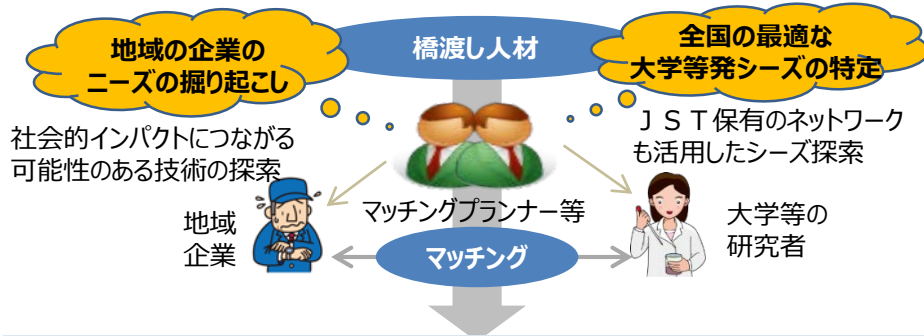 地域の企業の
ニーズの掘り起こし
橋渡し人材
全国の最適な
大学等発シーズの特定
社会的インパクトにつながる
可能性のある技術の探索
ＪＳＴ保有のネットワーク
も活用したシーズ探索
地域
企業
マッチングプランナー等
大学等の
研究者
マッチング